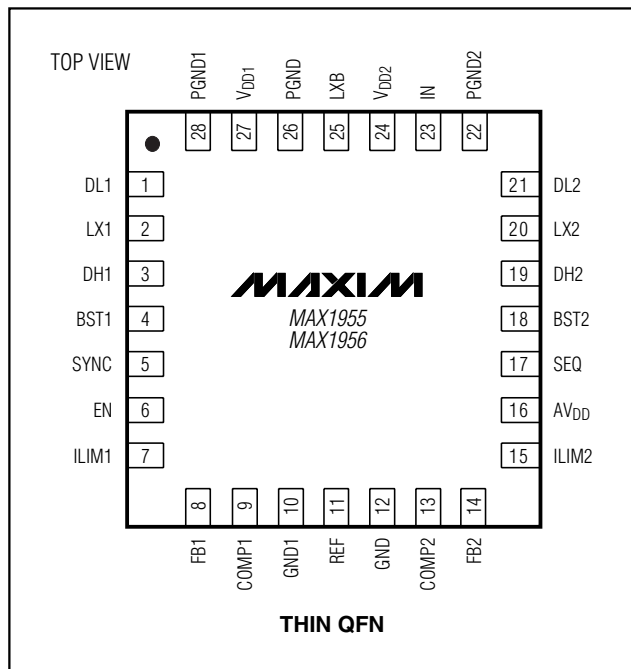 TOP VIEW
PGND1
VDD1
PGND
LXB
VDD2
IN
PGND2
28
27
26
25
24
23
22
DL1 1
LX1 2
DH1 3
BST1 4
SYNC 5
EN 6
ILIM1 7
21 DL2
20 LX2
19 DH2
18 BST2
17 SEQ
16 AVDD
15 ILIM2
MAXIM
MAX1955
MAX1956
8
9
10
11
12
13
14
FB1
COMP1
GND1
REF
GND
COMP2
FB2
THIN QFN